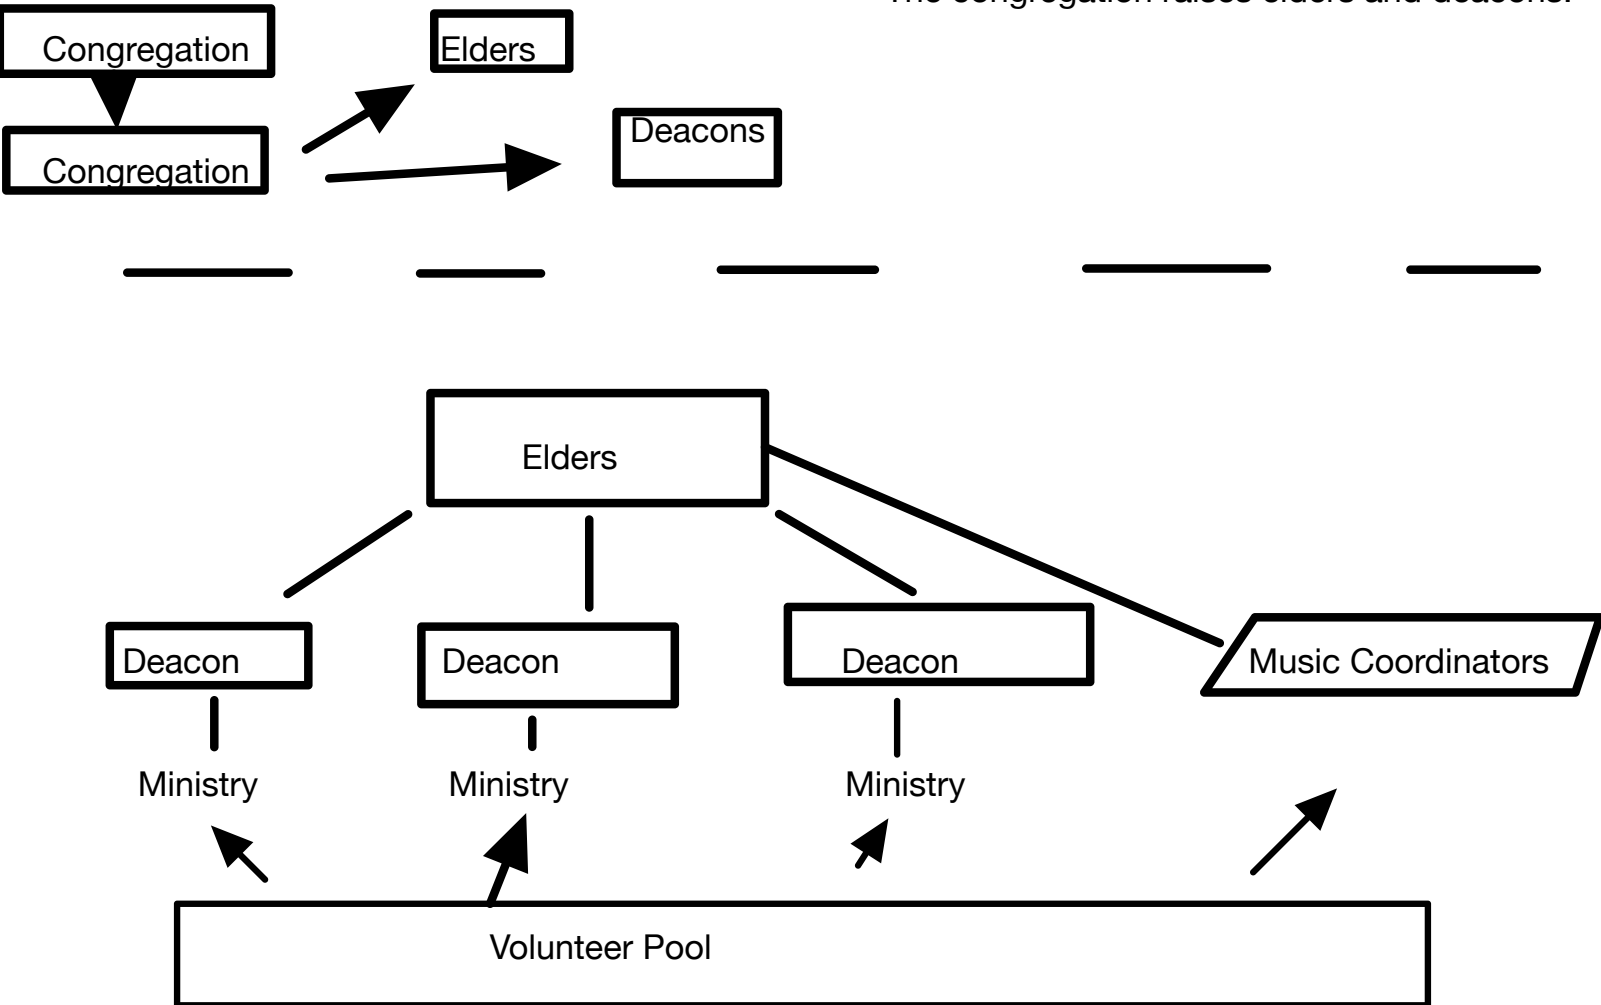 The congregation raises elders and deacons.
Congregation
Elders
Deacons
Congregation
Elders
Deacon
Deacon
Deacon
Music Coordinators
Ministry
Ministry
Ministry
Volunteer Pool